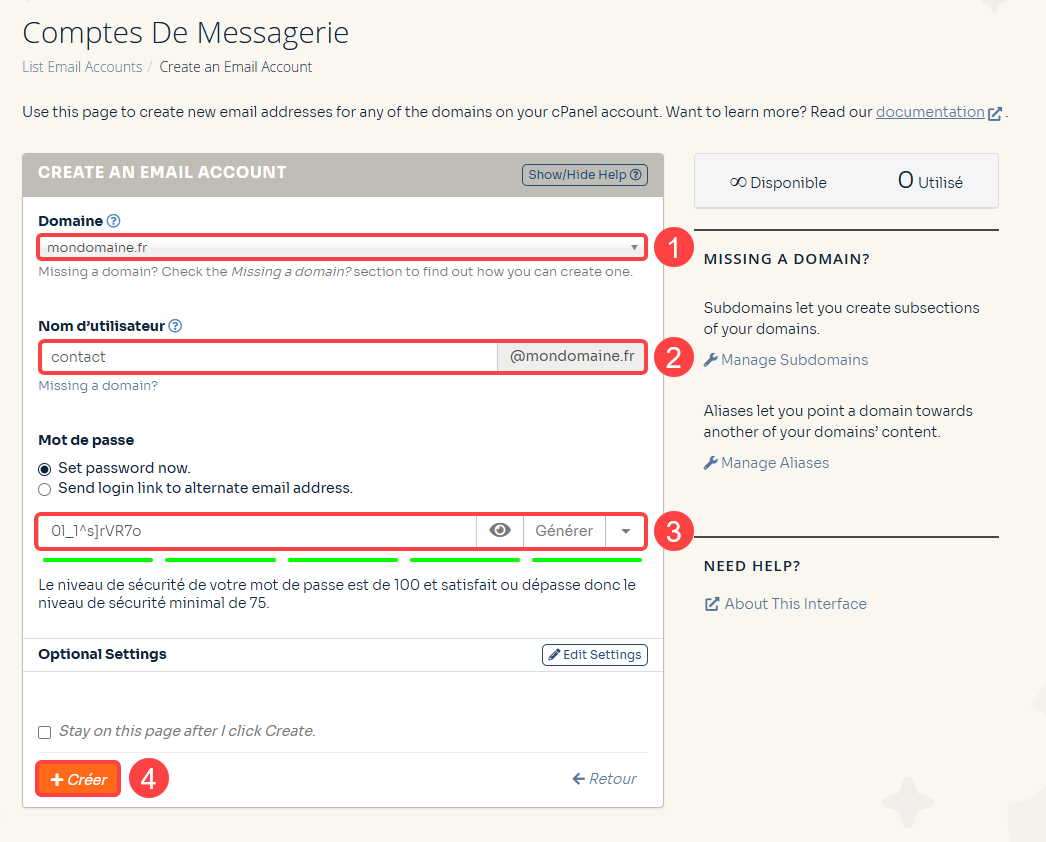 Comptes De Messagerie
List Email Accounts / Create an Email Account
Use this page to create new email addresses for any of the domains on your cPanel account. Want to learn more? Read our documentation .
CREATE AN EMAIL ACCOUNT
Show/Hide Help
Domaine
mondomaine.fr
1
Missing a domain? Check the Missing a domain? section to find out how you can create one.
Nom d’utilisateur
contact
@mondomaine.fr
2
Missing a domain?
Mot de passe
Set password now.
Send login link to alternate email address.
0l_1^s]rVR7o
Générer
3
Le niveau de sécurité de votre mot de passe est de 100 et satisfait ou dépasse donc le
niveau de sécurité minimal de 75.
Optional Settings
Edit Settings
Stay on this page after I click Create.
+ Créer
4
Retour
∞ Disponible
0 Utilisé
MISSING A DOMAIN?
Subdomains let you create subsections
of your domains.
Manage Subdomains
Aliases let you point a domain towards
another of your domains’ content.
Manage Aliases
NEED HELP?
About This Interface